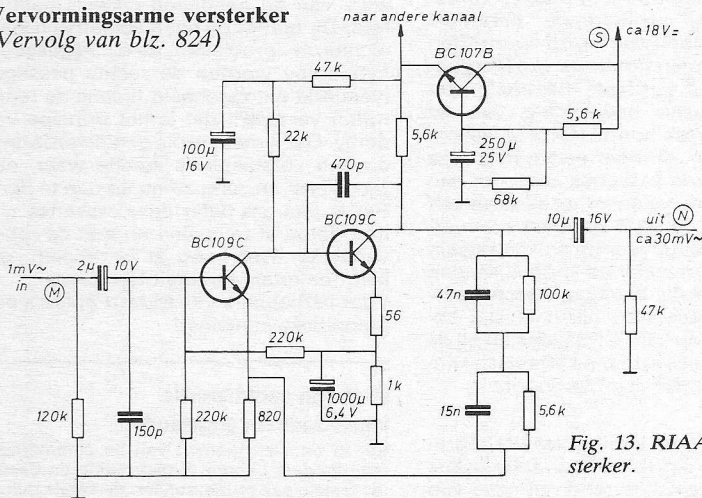 Vervormingsarme versterker
(Vervolg van blz. 824)
naar andere kanaal
S
ca 18V=
BC107B
47k
5,6k
5,6k
22k
100µ
16V
250µ
25V
470p
68k
BC109C
BC109C
10µ
16V
uit
N
ca 30mV~
1mV~
in
M
2µ
10V
56
47n
100k
47k
220k
1k
1000µ
6,4V
120k
150p
220k
820
15n
5,6k
Fig. 13. RIAA
sterker.